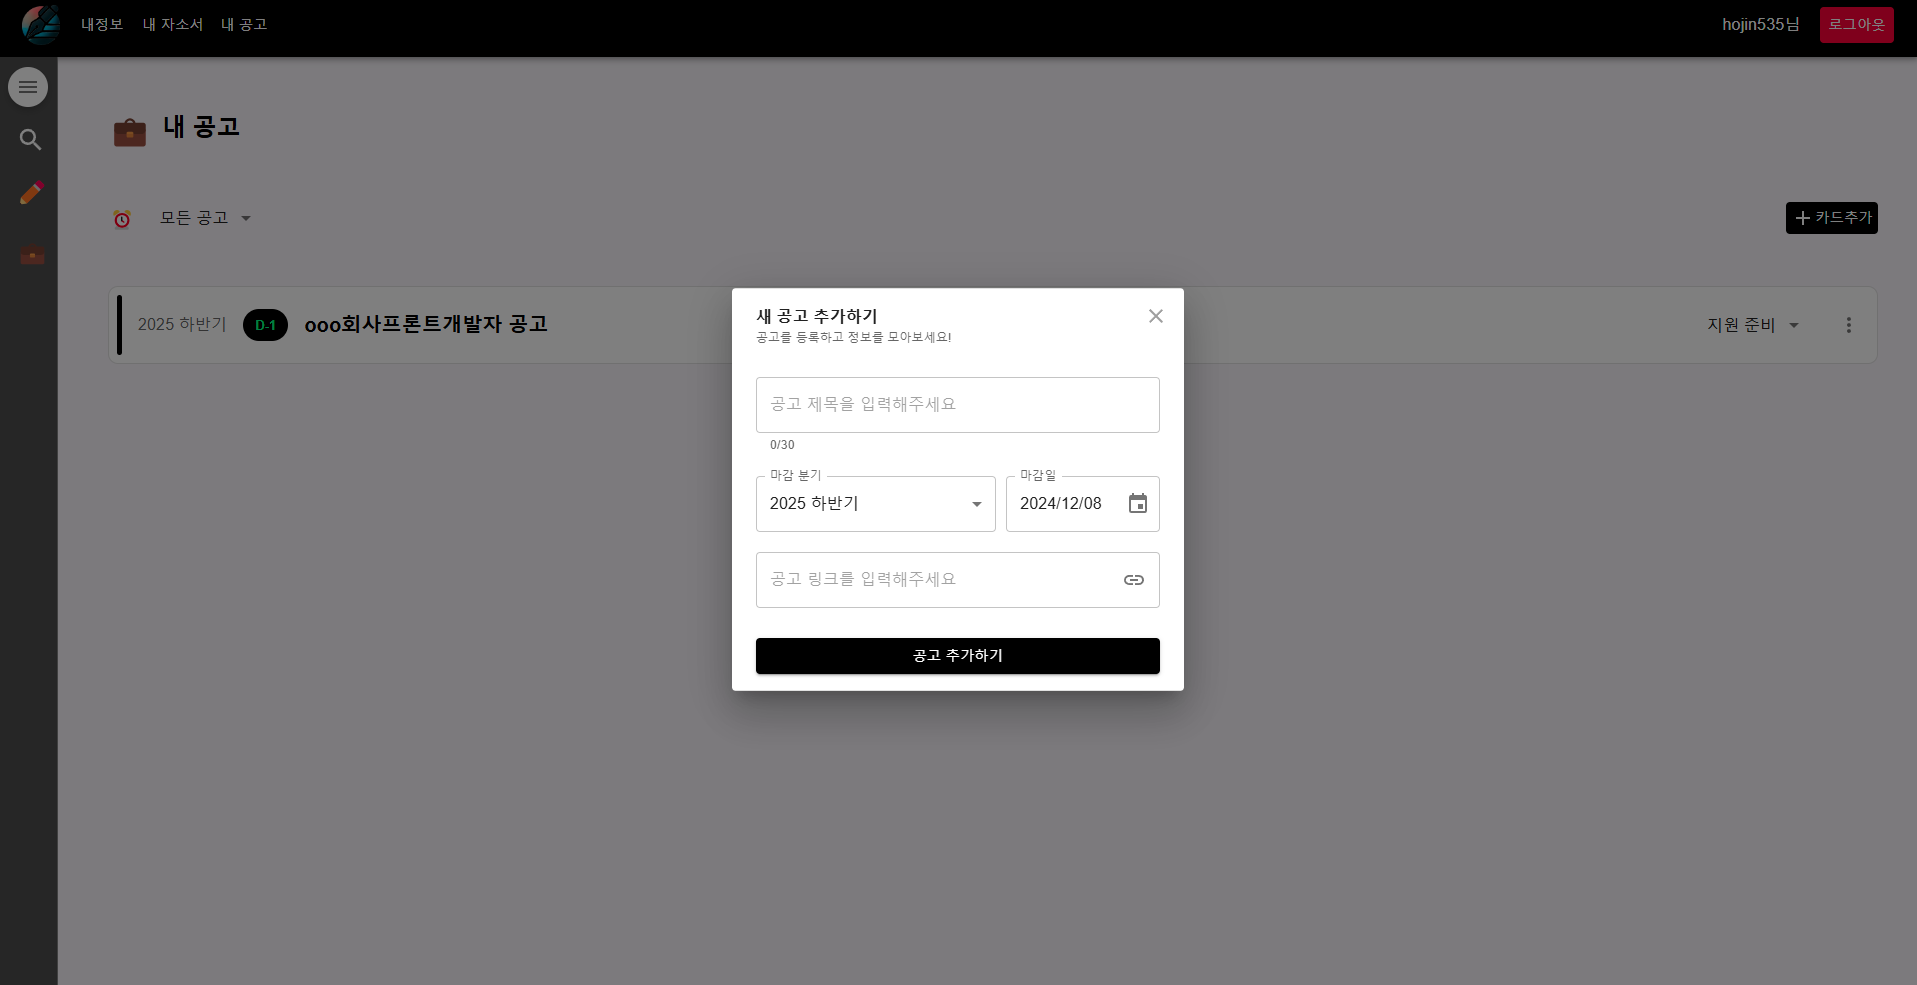 내정보 내 자소서 내 공고 hojin535님 로그아웃
내 공고
모든 공고 카드추가
2025 하반기 D-1 ooo회사프론트개발자 공고 지원 준비
새 공고 추가하기
공고를 등록하고 정보를 모아보세요!
공고 제목을 입력해주세요
0/30
마감 분기 마감일
2025 하반기 2024/12/08
공고 링크를 입력해주세요
공고 추가하기